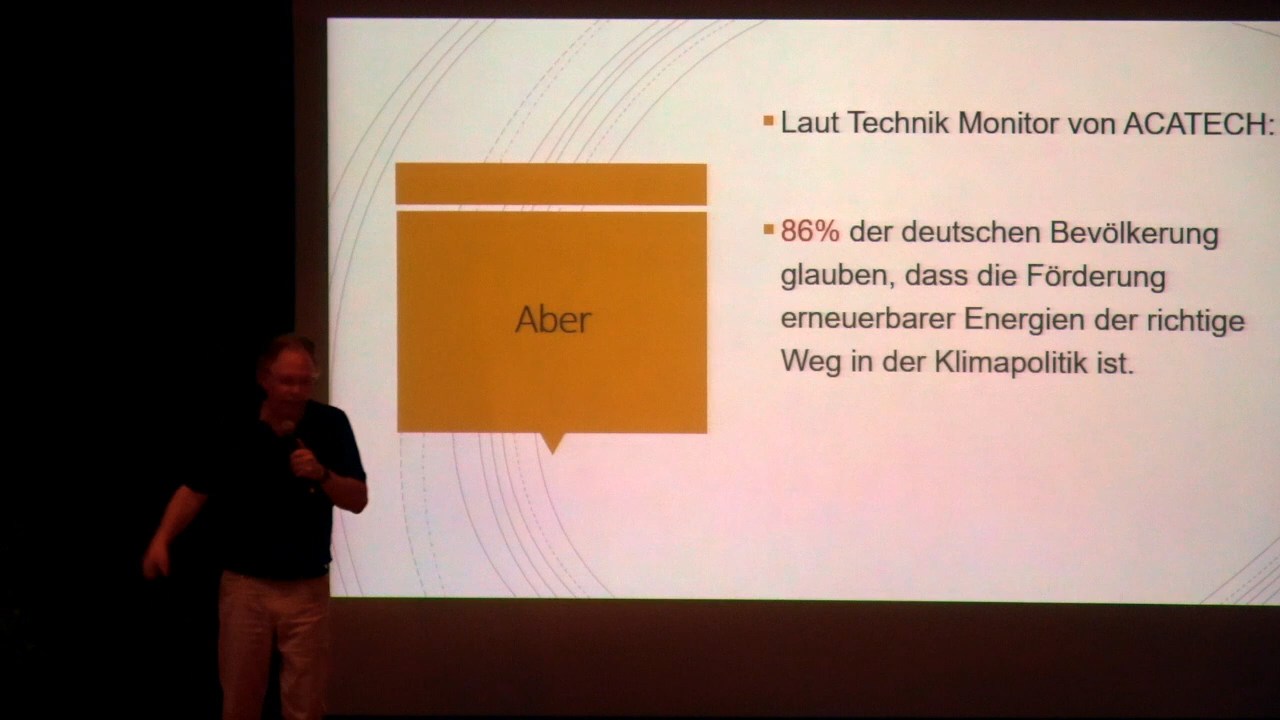 Aber
Laut Technik Monitor von ACATECH:
86% der deutschen Bevölkerung
glauben, dass die Förderung
erneuerbarer Energien der richtige
Weg in der Klimapolitik ist.